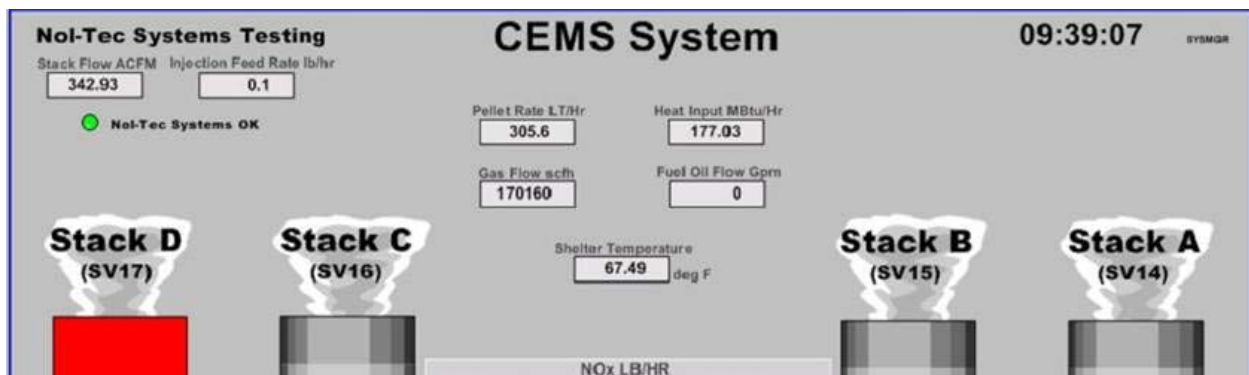 Nol-Tec Systems Testing
CEMS System
09:39:07
SYSMGR
Stack Flow ACFM
Injection Feed Rate lb/hr
342.93
0.1
Nol-Tec Systems OK
Pellet Rate LT/Hr
Heat Input MBtu/Hr
305.6
177.03
Gas Flow scfh
Fuel Oil Flow Gpm
170160
0
Stack D
(SV17)
Stack C
(SV16)
Shelter Temperature
67.49 deg F
Stack B
(SV15)
Stack A
(SV14)
NOx LB/HR